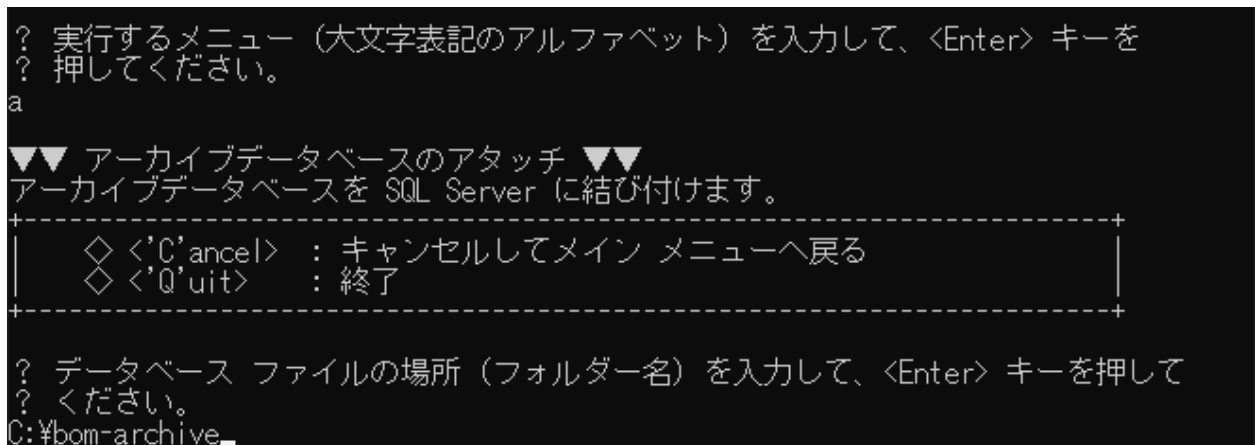 ? 実行するメニュー（大文字表記のアルファベット）を入力して、<Enter> キーを
? 押してください。
a
▼▼ アーカイブデータベースのアタッチ ▼▼
アーカイブデータベースを SQL Server に結び付けます。
+--------------------------------------------------------------------------+
|    ◇ <'C'ancel>  : キャンセルしてメイン メニューへ戻る                    |
|    ◇ <'Q'uit>    : 終了                                                  |
+--------------------------------------------------------------------------+
? データベース ファイルの場所（フォルダー名）を入力して、<Enter> キーを押して
? ください。
C:¥bom-archive_